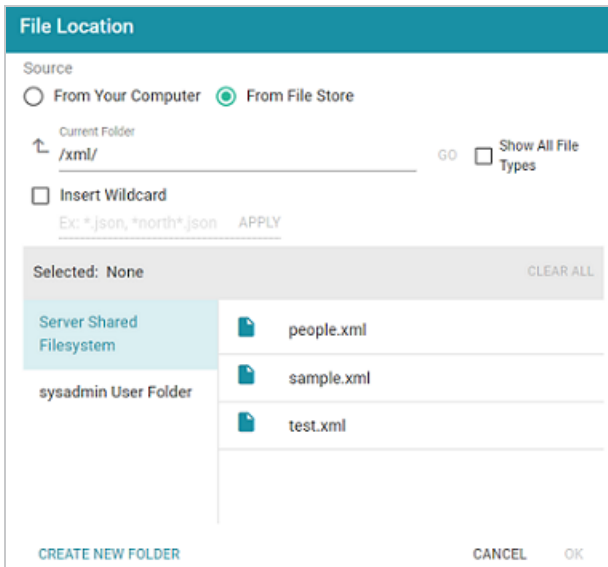 File Location
Source
From Your Computer From File Store
Current Folder
/xml/
GO
Show All File
Types
Insert Wildcard
Ex: *.json, *north*.json APPLY
Selected: None CLEAR ALL
Server Shared
Filesystem
sysadmin User Folder
people.xml
sample.xml
test.xml
CREATE NEW FOLDER CANCEL OK